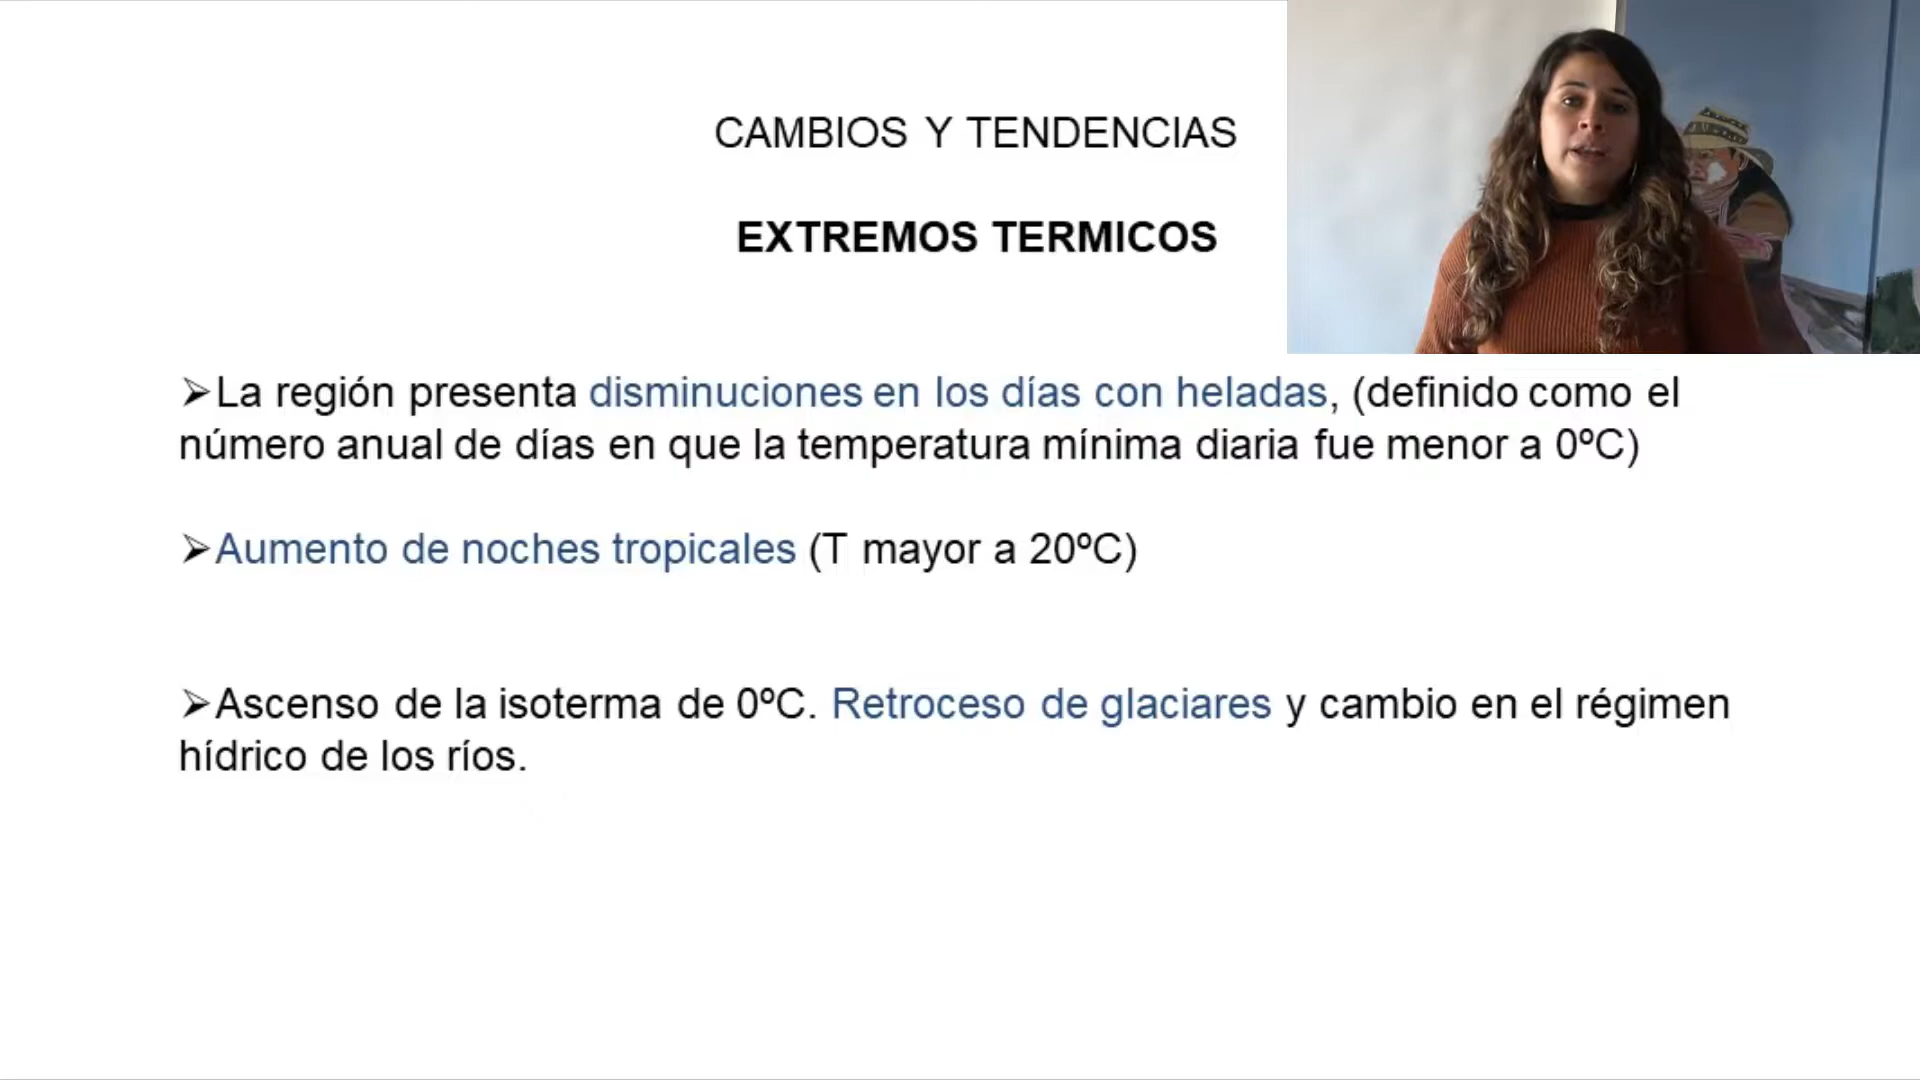 CAMBIOS Y TENDENCIAS
EXTREMOS TERMICOS
➢La región presenta disminuciones en los días con heladas, (definido como el
número anual de días en que la temperatura mínima diaria fue menor a 0ºC)
➢Aumento de noches tropicales (T mayor a 20ºC)
➢Ascenso de la isoterma de 0ºC. Retroceso de glaciares y cambio en el régimen
hídrico de los ríos.